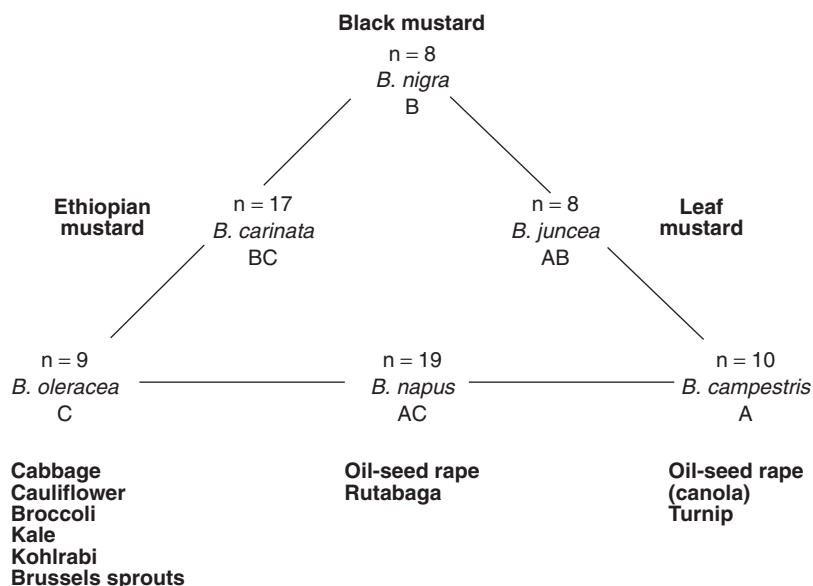 Black mustard
n = 8
B. nigra
B
Ethiopian
mustard
n = 17
B. carinata
BC
n = 8
B. juncea
AB
Leaf
mustard
n = 9
B. oleracea
C
n = 19
B. napus
AC
n = 10
B. campestris
A
Cabbage
Cauliflower
Broccoli
Kale
Kohlrabi
Brussels sprouts
Oil-seed rape
Rutabaga
Oil-seed rape
(canola)
Turnip